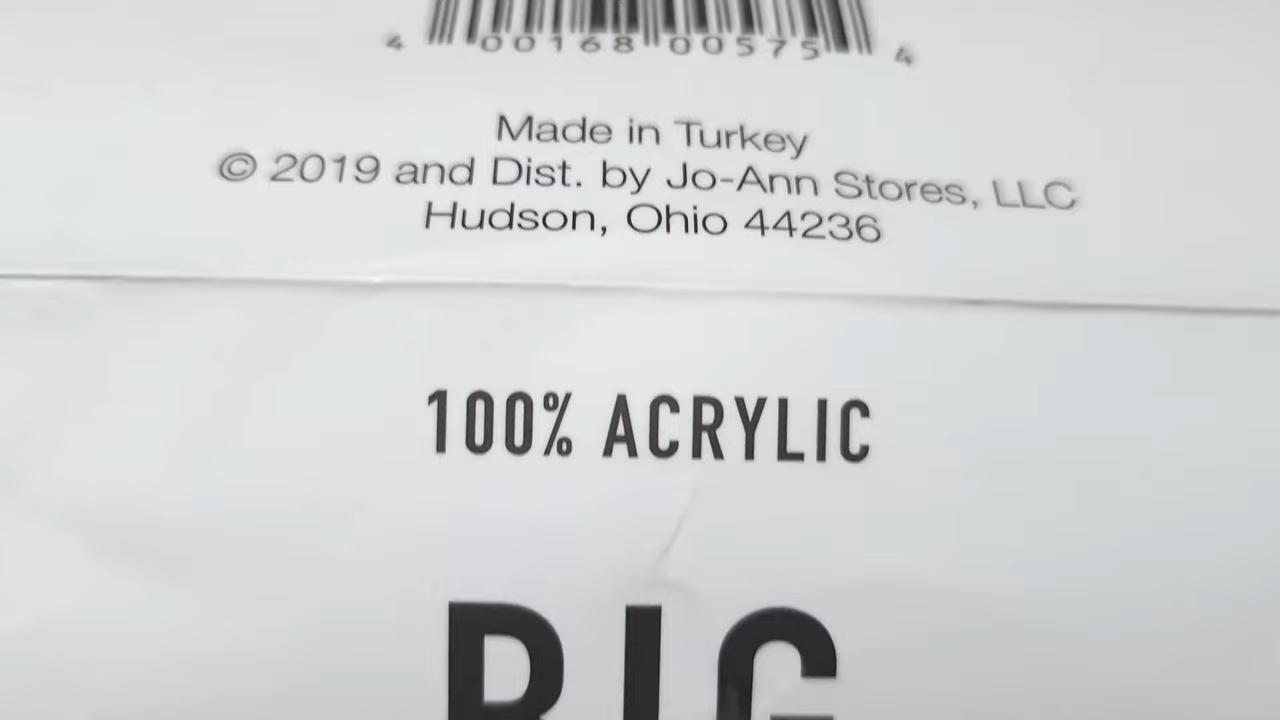 4 00168 00575 4
Made in Turkey
© 2019 and Dist. by Jo-Ann Stores, LLC
Hudson, Ohio 44236
100% ACRYLIC
BIG